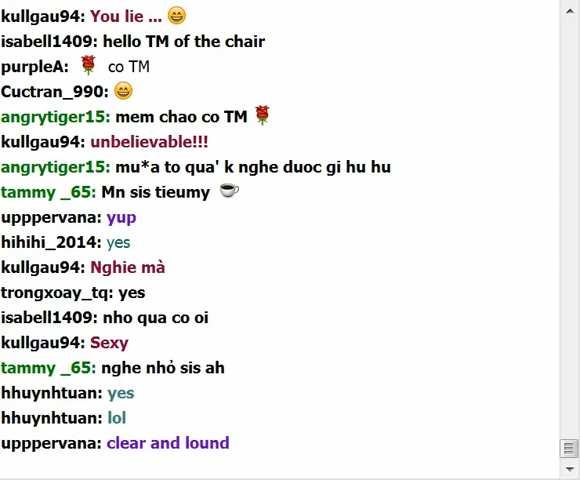 kullgau94: You lie ... 😄
isabell1409: hello TM of the chair
purpleA: 🌹 co TM
Cuctran_990: 😄
angrytiger15: mem chao co TM 🌹
kullgau94: unbelievable!!!
angrytiger15: mu*a to qua' k nghe duoc gi hu hu
tammy _65: Mn sis tieumy ☕
upppervana: yup
hihihi_2014: yes
kullgau94: Nghie mà
trongxoay_tq: yes
isabell1409: nho qua co oi
kullgau94: Sexy
tammy _65: nghe nhỏ sis ah
hhuynhtuan: yes
hhuynhtuan: lol
upppervana: clear and lound